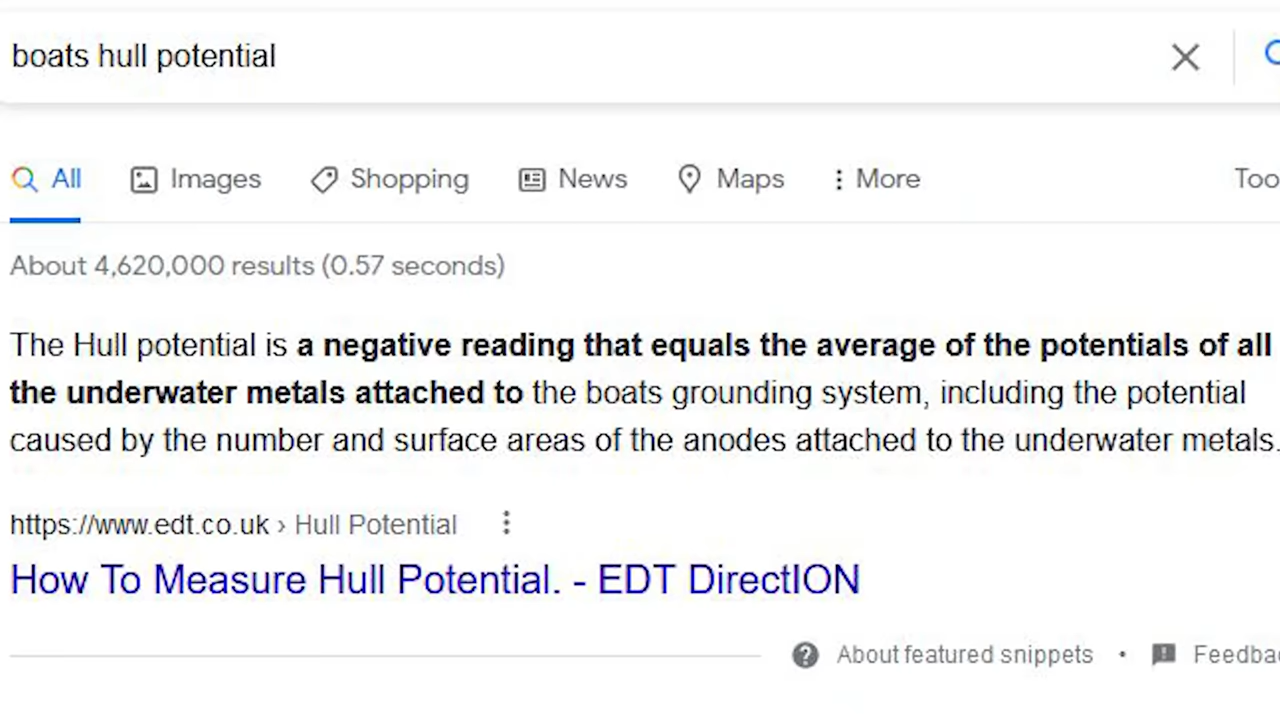 boats hull potential
All Images Shopping News Maps More
About 4,620,000 results (0.57 seconds)
The Hull potential is a negative reading that equals the average of the potentials of all
the underwater metals attached to the boats grounding system, including the potential
caused by the number and surface areas of the anodes attached to the underwater metals.
https://www.edt.co.uk › Hull Potential
How To Measure Hull Potential. - EDT DirectION
About featured snippets •